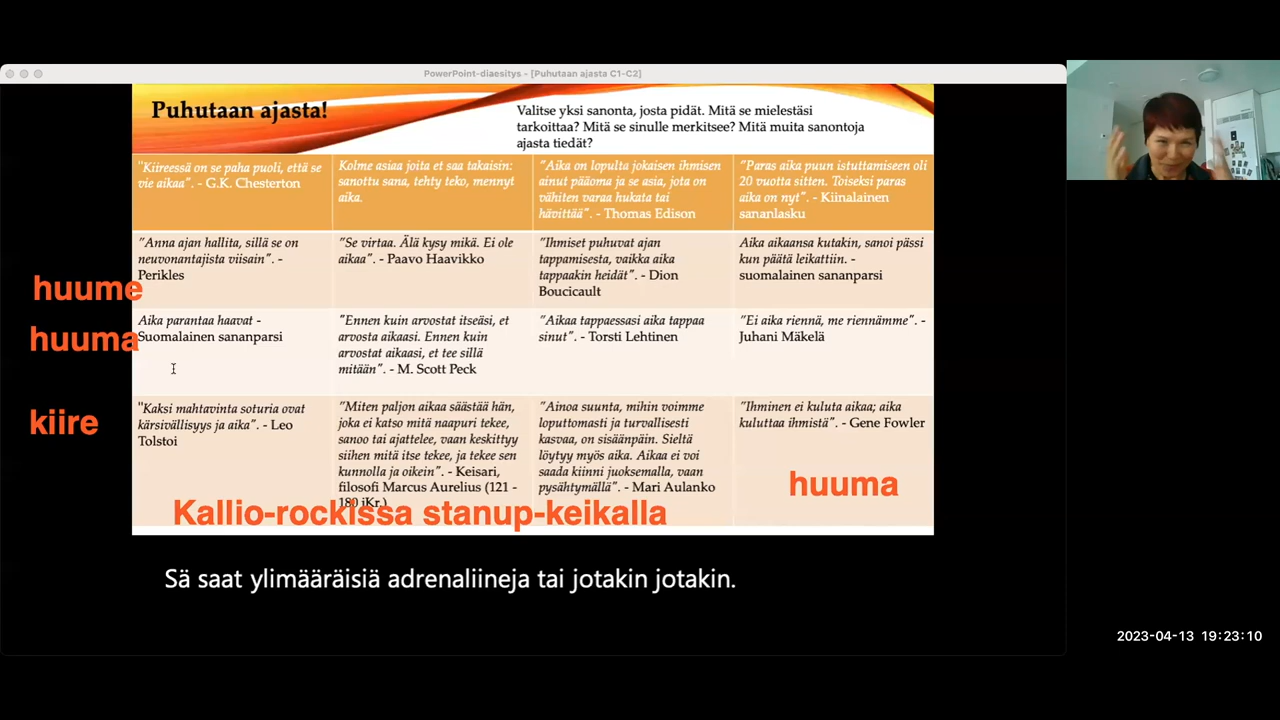 PowerPoint-diaesitys - [Puhutaan ajasta C1-C2]
Puhutaan ajasta!
Valitse yksi sanonta, josta pidät. Mitä se mielestäsi
tarkoittaa? Mitä se sinulle merkitsee? Mitä muita sanontoja
ajasta tiedät?
"Kiireessä on se paha puoli, että se
vie aikaa". - G.K. Chesterton
Kolme asiaa joita et saa takaisin:
sanottu sana, tehty teko, mennyt
aika.
"Aika on lopulta jokaisen ihmisen
ainut pääoma ja se asia, jota on
vähiten varaa hukata tai
hävittää". - Thomas Edison
"Paras aika puun istuttamiseen oli
20 vuotta sitten. Toiseksi paras
aika on nyt". - Kiinalainen
sananlasku
"Anna ajan hallita, sillä se on
neuvonantajista viisain". -
Perikles
"Se virtaa. Älä kysy mikä. Ei ole
aikaa". - Paavo Haavikko
"Ihmiset puhuvat ajan
tappamisesta, vaikka aika
tappaakin heidät". - Dion
Boucicault
Aika aikaansa kutakin, sanoi pässi
kun päätä leikattiin. -
suomalainen sananparsi
huume
huuma
Aika parantaa haavat -
Suomalainen sananparsi
"Ennen kuin arvostat itseäsi, et
arvosta aikaasi. Ennen kuin
arvostat aikaasi, et tee sillä
mitään". - M. Scott Peck
"Aikaa tappaessasi aika tappaa
sinut". - Torsti Lehtinen
"Ei aika riennä, me riennämme". -
Juhani Mäkelä
kiire
"Kaksi mahtavinta soturia ovat
kärsivällisyys ja aika". - Leo
Tolstoi
"Miten paljon aikaa säästää hän,
joka ei katso mitä naapuri tekee,
sanoo tai ajattelee, vaan keskittyy
siihen mitä itse tekee, ja tekee sen
kunnolla ja oikein". - Keisari,
filosofi Marcus Aurelius (121 -
180 jKr.)
"Ainoa suunta, mihin voimme
loputtomasti ja turvallisesti
kasvaa, on sisäänpäin. Sieltä
löytyy myös aika. Aikaa ei voi
saada kiinni juoksemalla, vaan
pysähtymällä". - Mari Aulanko
"Ihminen ei kuluta aikaa; aika
kuluttaa ihmistä". - Gene Fowler
huuma
Kallio-rockissa stanup-keikalla
Sä saat ylimääräisiä adrenaliineja tai jotakin jotakin.
2023-04-13 19:23:10